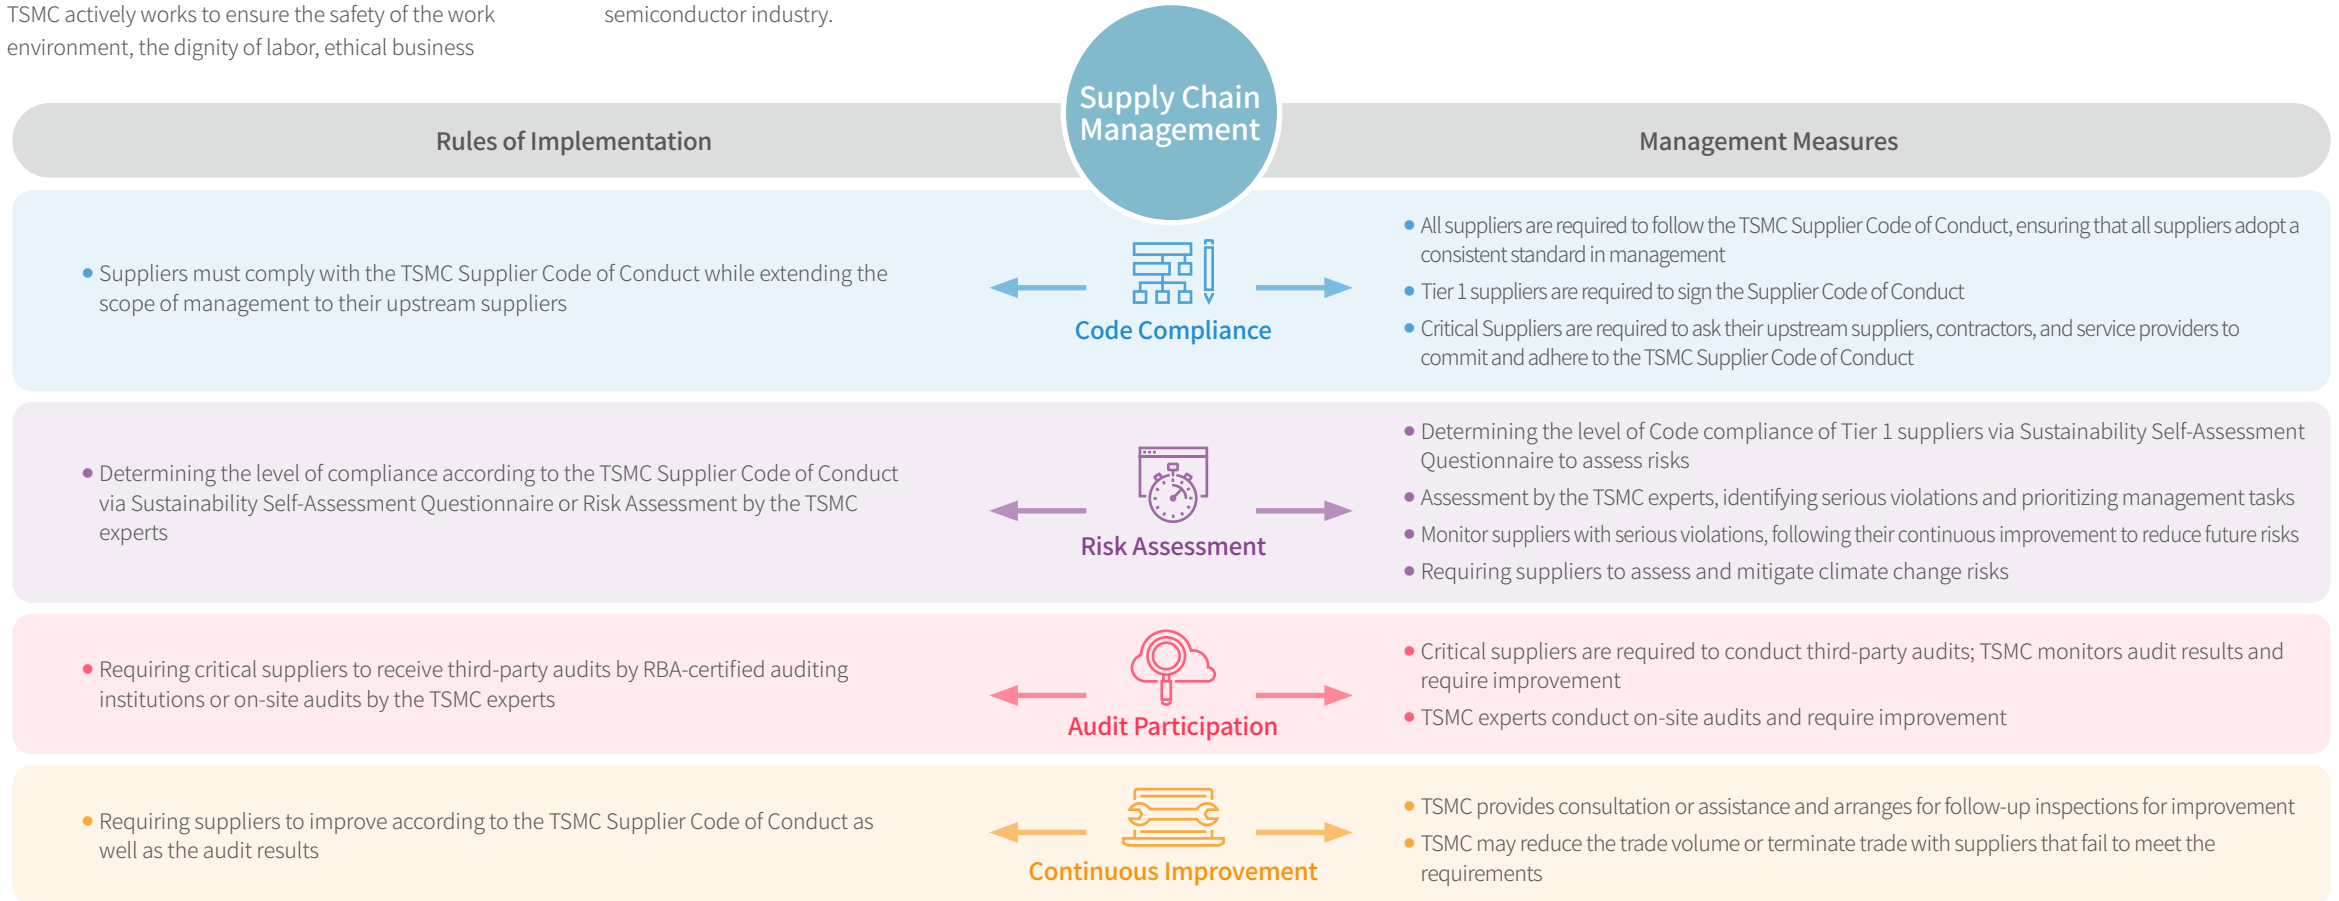 TSMC actively works to ensure the safety of the work
environment, the dignity of labor, ethical business
semiconductor industry.
Supply Chain
Management
Rules of Implementation
Management Measures
Suppliers must comply with the TSMC Supplier Code of Conduct while extending the
scope of management to their upstream suppliers
Code Compliance
All suppliers are required to follow the TSMC Supplier Code of Conduct, ensuring that all suppliers adopt a
consistent standard in management
Tier 1 suppliers are required to sign the Supplier Code of Conduct
Critical Suppliers are required to ask their upstream suppliers, contractors, and service providers to
commit and adhere to the TSMC Supplier Code of Conduct
Determining the level of compliance according to the TSMC Supplier Code of Conduct
via Sustainability Self-Assessment Questionnaire or Risk Assessment by the TSMC
experts
Risk Assessment
Determining the level of Code compliance of Tier 1 suppliers via Sustainability Self-Assessment
Questionnaire to assess risks
Assessment by the TSMC experts, identifying serious violations and prioritizing management tasks
Monitor suppliers with serious violations, following their continuous improvement to reduce future risks
Requiring suppliers to assess and mitigate climate change risks
Requiring critical suppliers to receive third-party audits by RBA-certified auditing
institutions or on-site audits by the TSMC experts
Audit Participation
Critical suppliers are required to conduct third-party audits; TSMC monitors audit results and
require improvement
TSMC experts conduct on-site audits and require improvement
Requiring suppliers to improve according to the TSMC Supplier Code of Conduct as
well as the audit results
Continuous Improvement
TSMC provides consultation or assistance and arranges for follow-up inspections for improvement
TSMC may reduce the trade volume or terminate trade with suppliers that fail to meet the
requirements